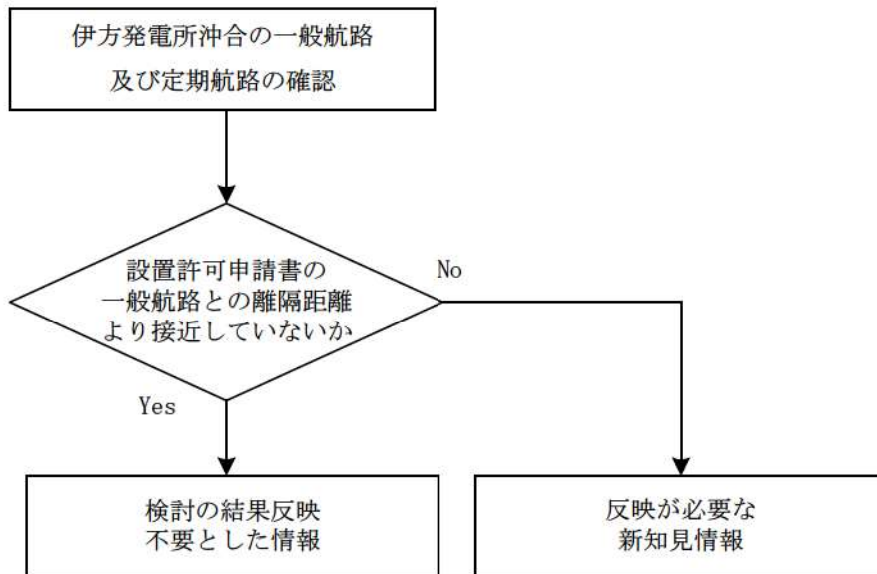 伊方発電所沖合の一般航路
及び定期航路の確認
設置許可申請書の
一般航路との離隔距離
より接近していないか
No
Yes
検討の結果反映
不要とした情報
反映が必要な
新知見情報